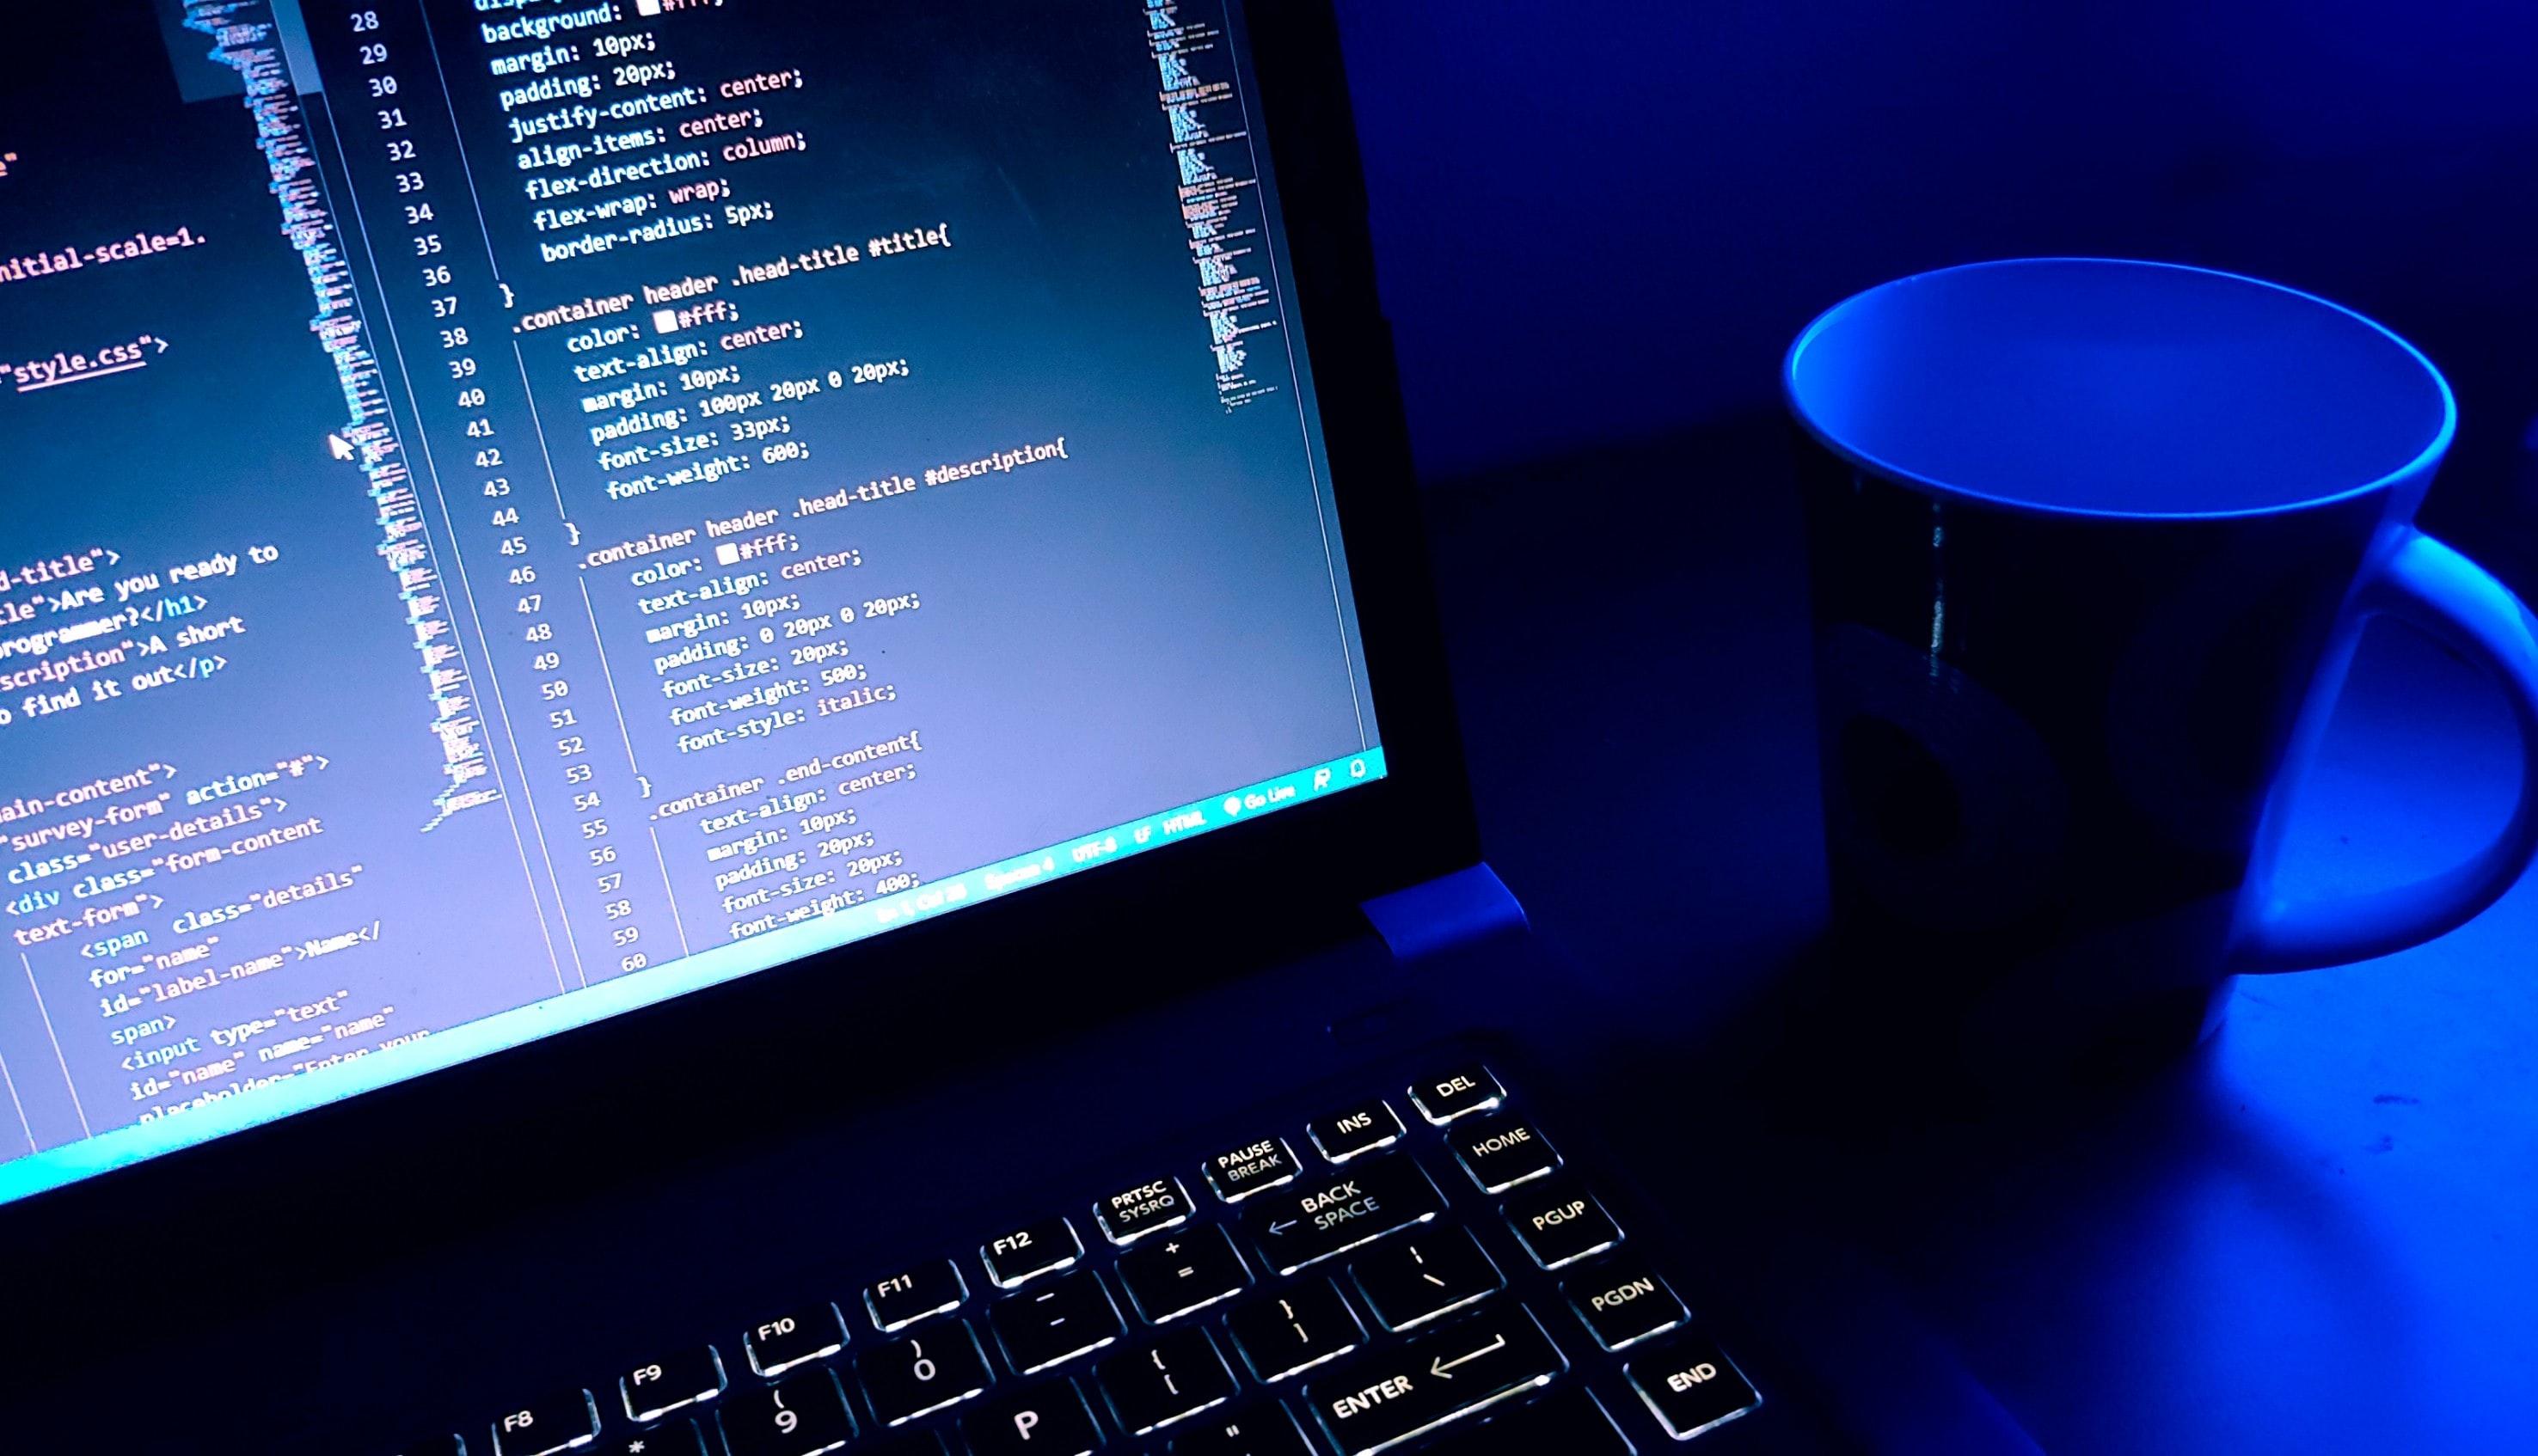 nitial-scale=1.
"style.css">
d-title">
tle">Are you ready to
programmer?</h1>
scription">A short
o find it out</p>
ain-content">
"survey-form" action="#">
class="user-details">
<div class="form-content
text-form">
<span class="details"
for="name"
id="label-name">Name</
span>
<input type="text"
id="name" name="name"
placeholder="Enter your
28
29 background: #fff;
30 margin: 10px;
31 padding: 20px;
32 justify-content: center;
33 align-items: center;
34 flex-direction: column;
35 flex-wrap: wrap;
36 border-radius: 5px;
37 }
38 .container header .head-title #title{
39 color: #fff;
40 text-align: center;
41 margin: 10px;
42 padding: 100px 20px 0 20px;
43 font-size: 33px;
44 font-weight: 600;
45 }
46 .container header .head-title #description{
47 color: #fff;
48 text-align: center;
49 margin: 10px;
50 padding: 0 20px 0 20px;
51 font-size: 20px;
52 font-weight: 500;
53 font-style: italic;
54 }
55 .container .end-content{
56 text-align: center;
57 margin: 10px;
58 padding: 20px;
59 font-size: 20px;
60 font-weight: 400;
Spaces: 4 UTF-8 LF HTML Go Live
DEL
INS
PAUSE
BREAK
PRTSC
SYSRQ
F12
F11
F10
F9
F8
HOME
← BACK
SPACE
+
=
_
-
)
0
(
9
*
PGUP
|
\
}
]
{
[
P
PGDN
ENTER ←
"
END